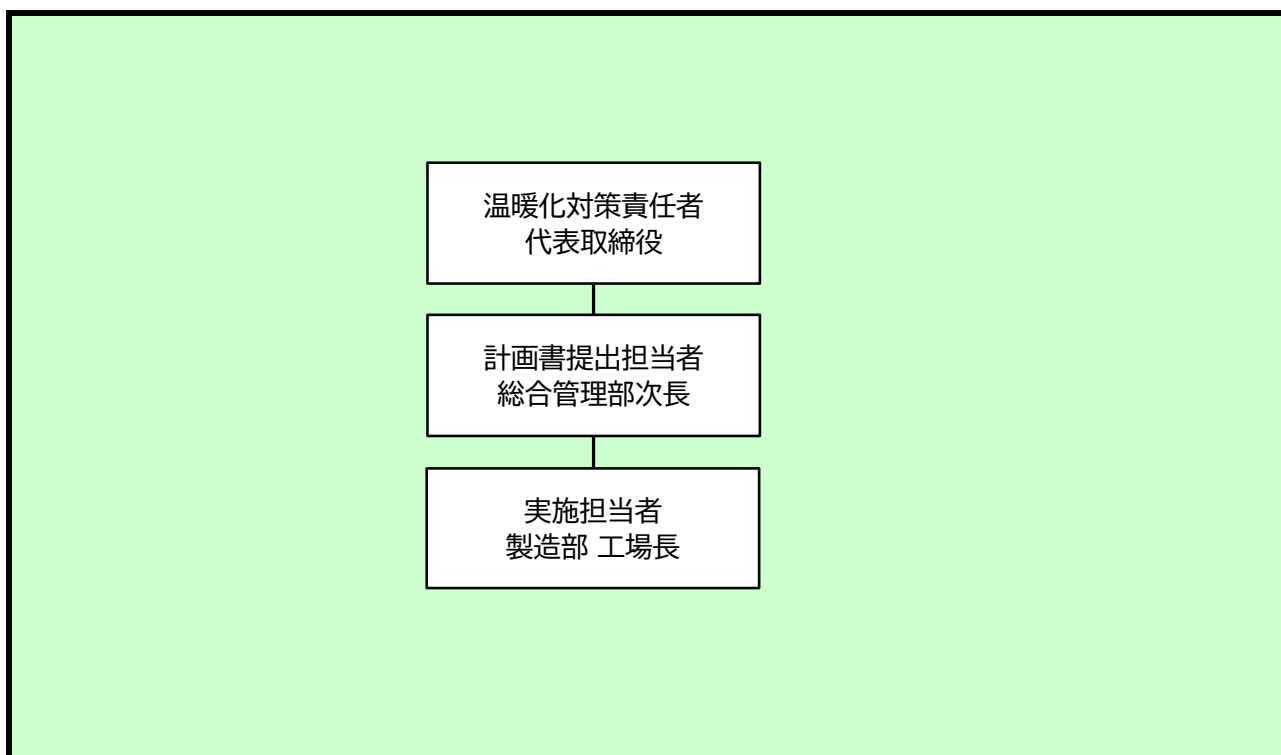 温暖化対策責任者
代表取締役
計画書提出担当者
総合管理部次長
実施担当者
製造部 工場長